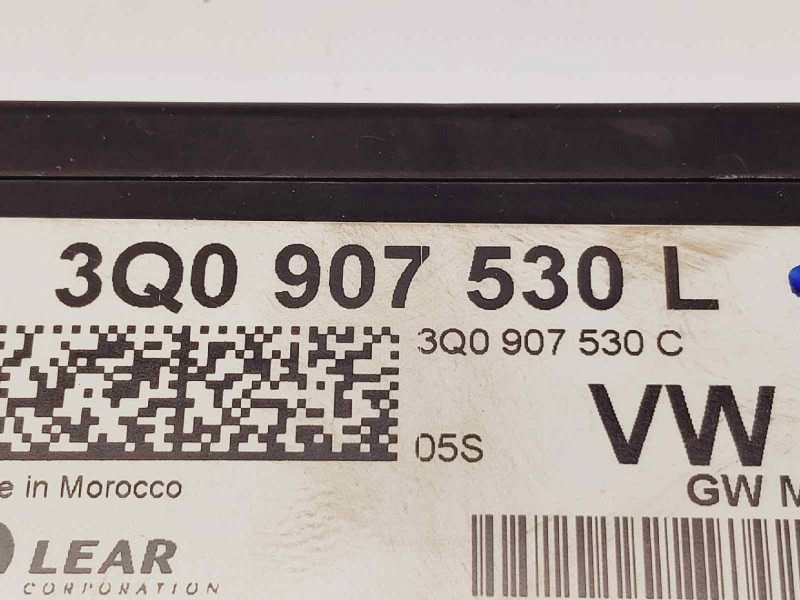 3Q0 907 530 L
3Q0 907 530 C
05S
VW
GW M
e in Morocco
LEAR
CORPORATION